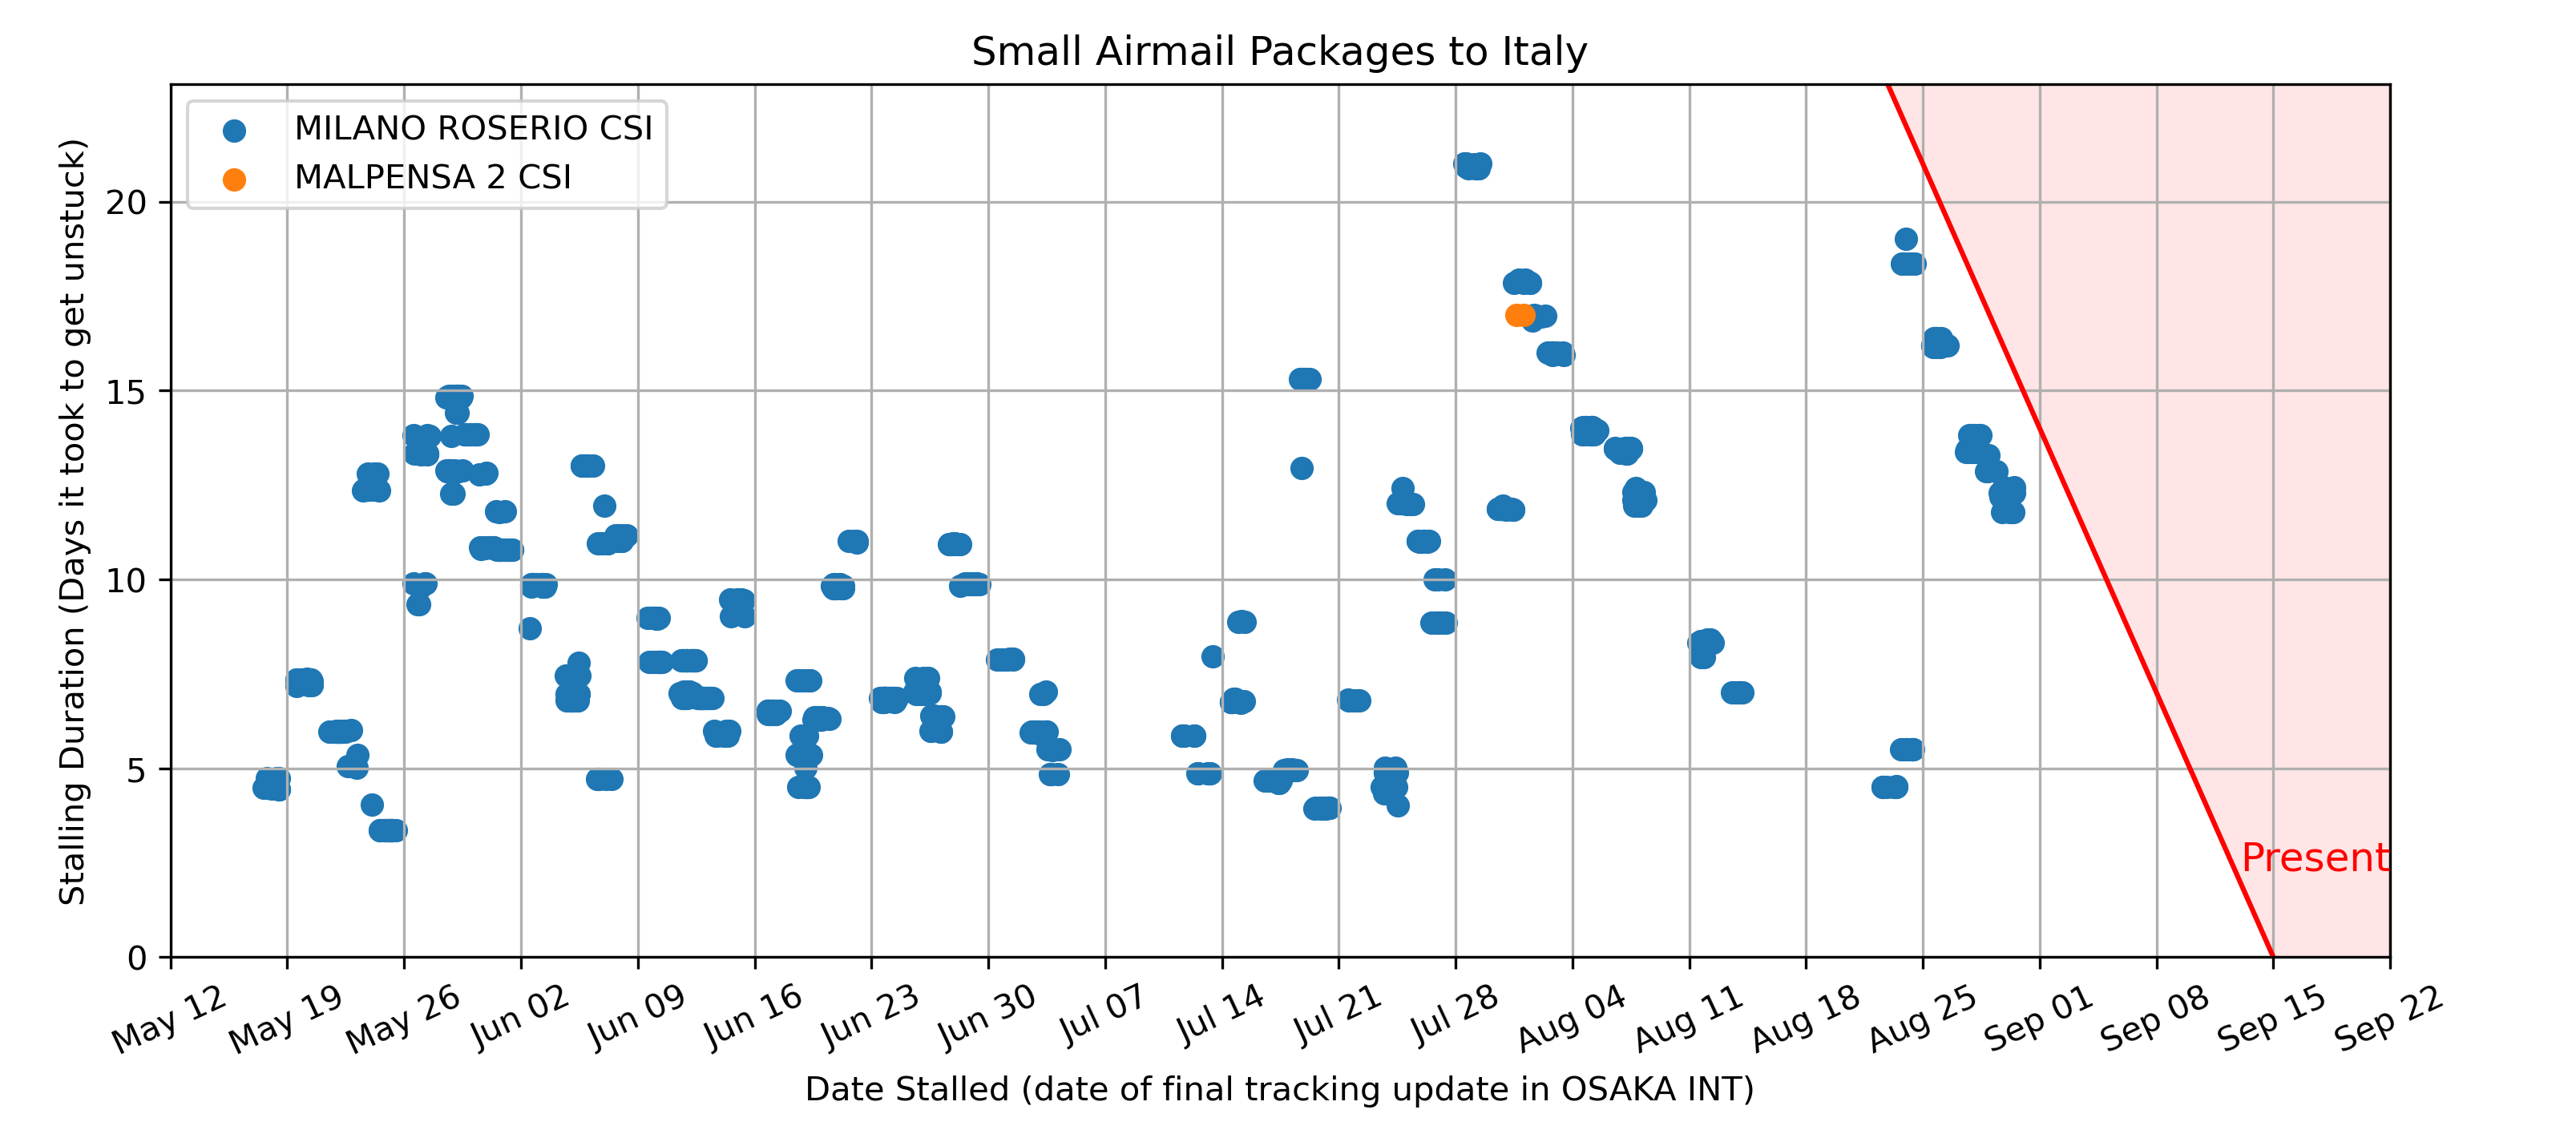 Small Airmail Packages to Italy
MILANO ROSERIO CSI
MALPENSA 2 CSI
Stalling Duration (Days it took to get unstuck)
20
15
10
5
0
Present
May 12
May 19
May 26
Jun 02
Jun 09
Jun 16
Jun 23
Jun 30
Jul 07
Jul 14
Jul 21
Jul 28
Aug 04
Aug 11
Aug 18
Aug 25
Sep 01
Sep 08
Sep 15
Sep 22
Date Stalled (date of final tracking update in OSAKA INT)